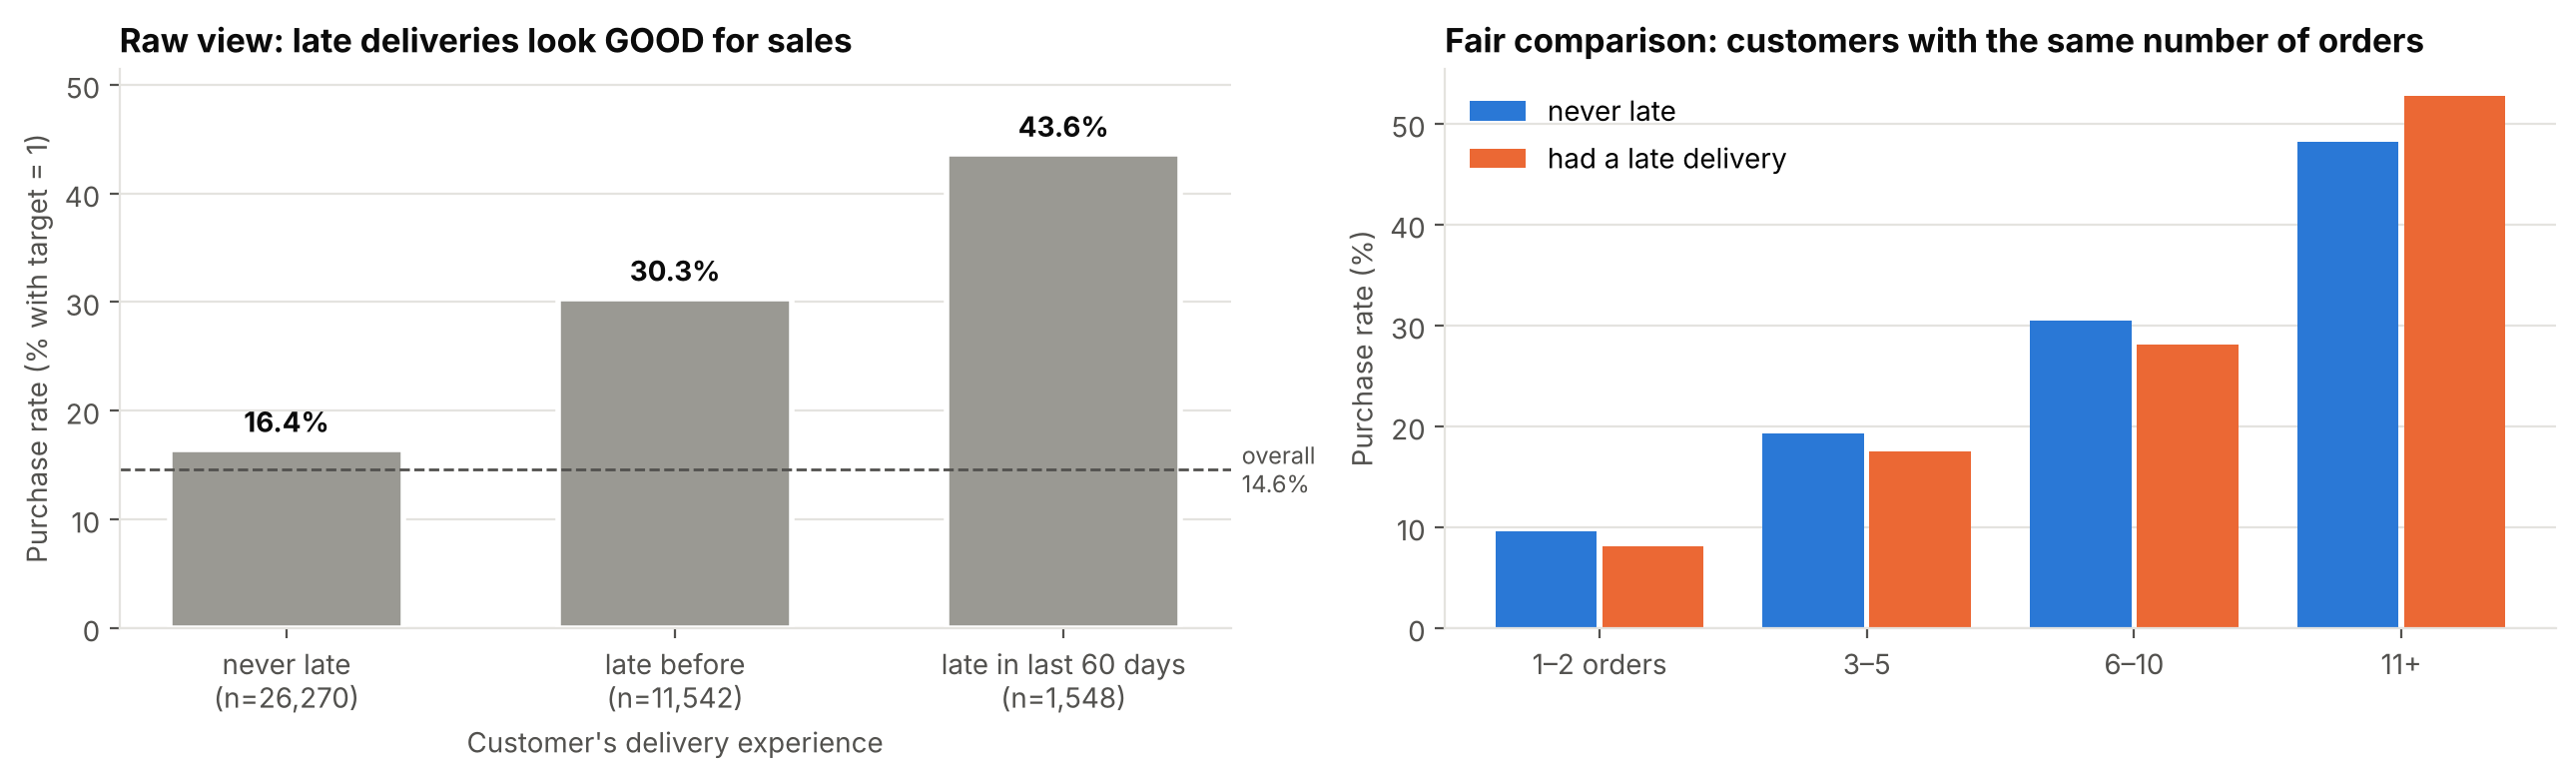 Raw view: late deliveries look GOOD for sales
Purchase rate (% with target = 1)
50
40
30
20
10
0
16.4%
30.3%
43.6%
overall
14.6%
never late
(n=26,270)
late before
(n=11,542)
late in last 60 days
(n=1,548)
Customer's delivery experience
Fair comparison: customers with the same number of orders
never late
had a late delivery
Purchase rate (%)
50
40
30
20
10
0
1–2 orders
3–5
6–10
11+